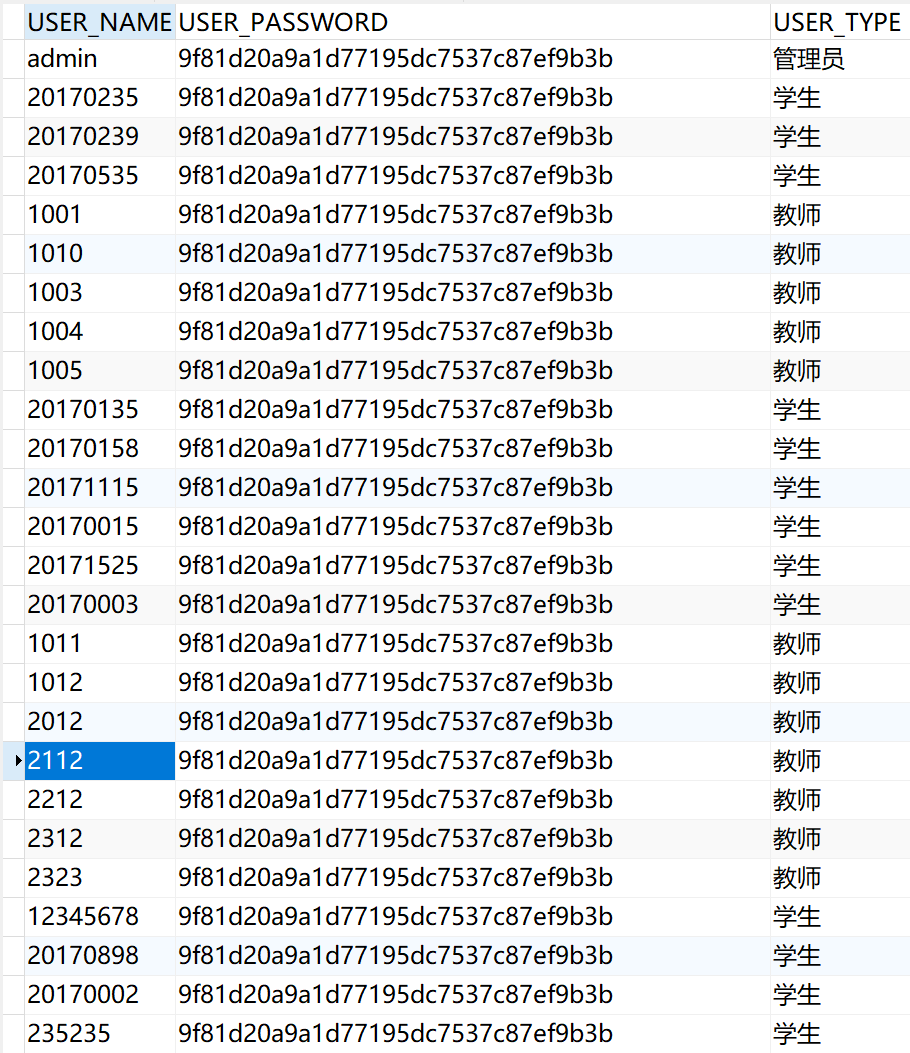 USER_NAME USER_PASSWORD USER_TYPE
admin 9f81d20a9a1d77195dc7537c87ef9b3b 管理员
20170235 9f81d20a9a1d77195dc7537c87ef9b3b 学生
20170239 9f81d20a9a1d77195dc7537c87ef9b3b 学生
20170535 9f81d20a9a1d77195dc7537c87ef9b3b 学生
1001 9f81d20a9a1d77195dc7537c87ef9b3b 教师
1010 9f81d20a9a1d77195dc7537c87ef9b3b 教师
1003 9f81d20a9a1d77195dc7537c87ef9b3b 教师
1004 9f81d20a9a1d77195dc7537c87ef9b3b 教师
1005 9f81d20a9a1d77195dc7537c87ef9b3b 教师
20170135 9f81d20a9a1d77195dc7537c87ef9b3b 学生
20170158 9f81d20a9a1d77195dc7537c87ef9b3b 学生
20171115 9f81d20a9a1d77195dc7537c87ef9b3b 学生
20170015 9f81d20a9a1d77195dc7537c87ef9b3b 学生
20171525 9f81d20a9a1d77195dc7537c87ef9b3b 学生
20170003 9f81d20a9a1d77195dc7537c87ef9b3b 学生
1011 9f81d20a9a1d77195dc7537c87ef9b3b 教师
1012 9f81d20a9a1d77195dc7537c87ef9b3b 教师
2012 9f81d20a9a1d77195dc7537c87ef9b3b 教师
2112 9f81d20a9a1d77195dc7537c87ef9b3b 教师
2212 9f81d20a9a1d77195dc7537c87ef9b3b 教师
2312 9f81d20a9a1d77195dc7537c87ef9b3b 教师
2323 9f81d20a9a1d77195dc7537c87ef9b3b 教师
12345678 9f81d20a9a1d77195dc7537c87ef9b3b 学生
20170898 9f81d20a9a1d77195dc7537c87ef9b3b 学生
20170002 9f81d20a9a1d77195dc7537c87ef9b3b 学生
235235 9f81d20a9a1d77195dc7537c87ef9b3b 学生